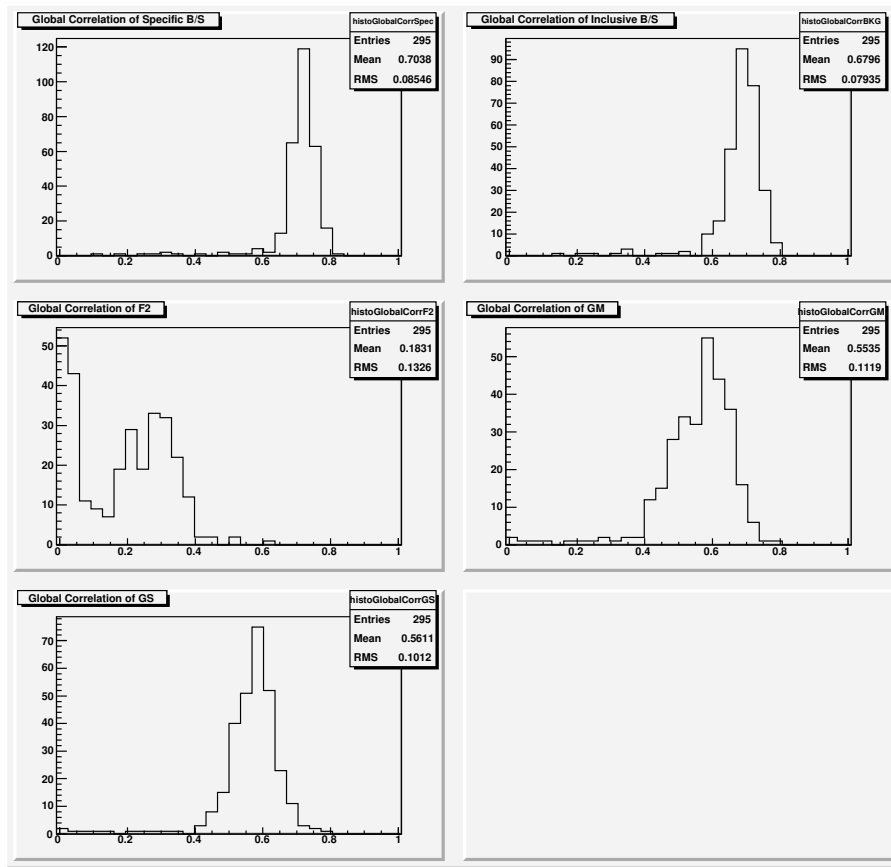 Global Correlation of Specific B/S
histoGlobalCorrSpec
Entries 295
Mean 0.7038
RMS 0.08546
120
100
80
60
40
20
0
0 0.2 0.4 0.6 0.8 1
Global Correlation of Inclusive B/S
histoGlobalCorrBKG
Entries 295
Mean 0.6796
RMS 0.07935
90
80
70
60
50
40
30
20
10
0
0 0.2 0.4 0.6 0.8 1
Global Correlation of F2
histoGlobalCorrF2
Entries 295
Mean 0.1831
RMS 0.1326
50
40
30
20
10
0
0 0.2 0.4 0.6 0.8 1
Global Correlation of GM
histoGlobalCorrGM
Entries 295
Mean 0.5535
RMS 0.1119
50
40
30
20
10
0
0 0.2 0.4 0.6 0.8 1
Global Correlation of GS
histoGlobalCorrGS
Entries 295
Mean 0.5611
RMS 0.1012
70
60
50
40
30
20
10
0
0 0.2 0.4 0.6 0.8 1